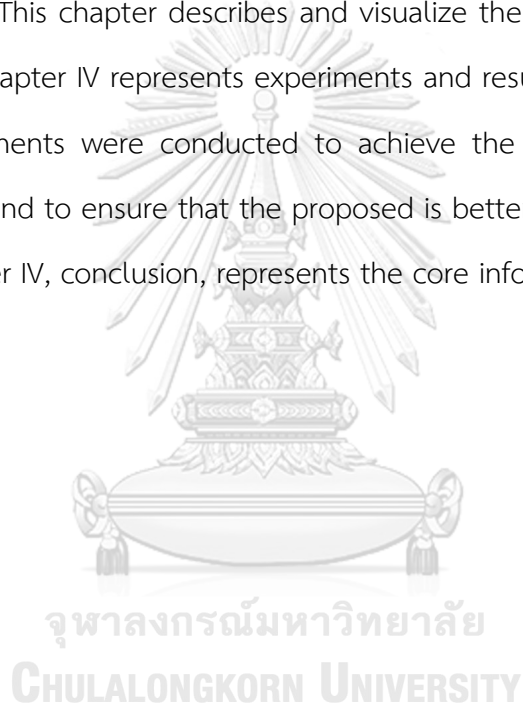 This chapter describes and visualize the
apter IV represents experiments and resu
ments were conducted to achieve the
nd to ensure that the proposed is bette
er IV, conclusion, represents the core info
จุฬาลงกรณ์มหาวิทยาลัย
CHULALONGKORN UNIVERSITY